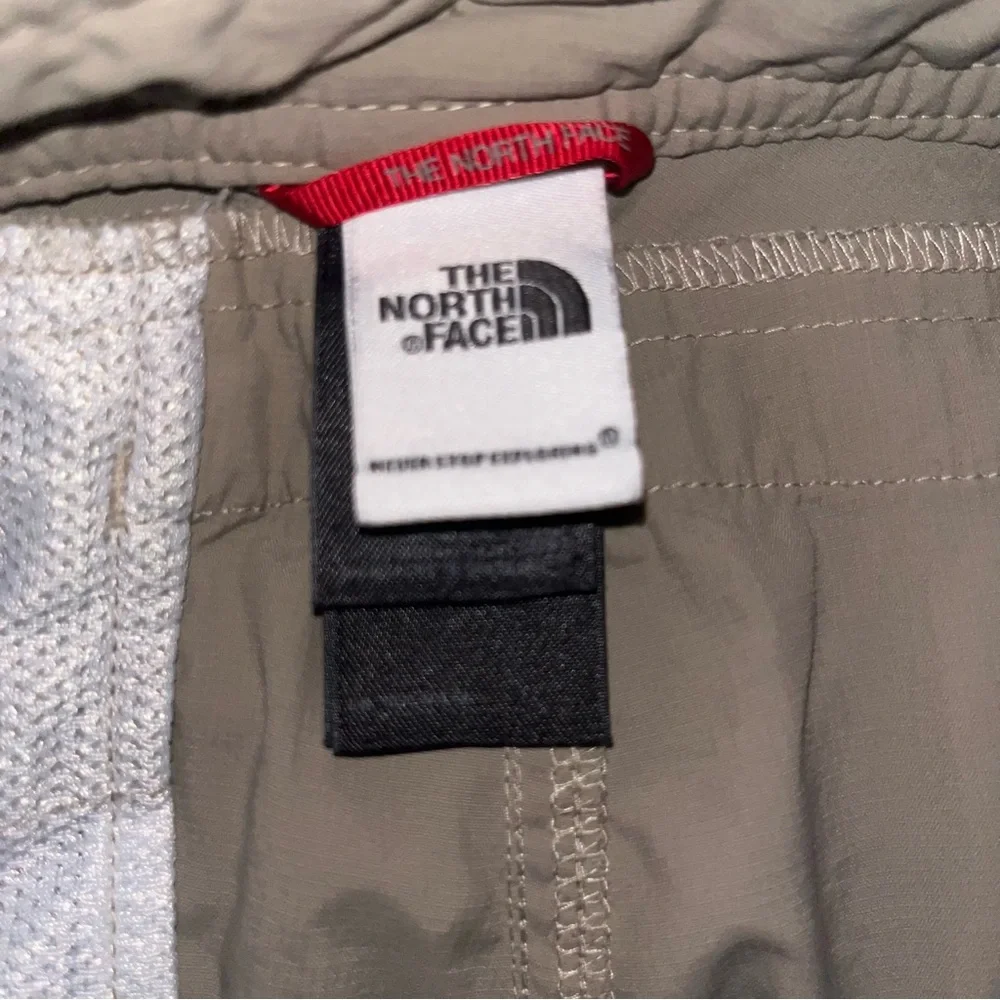 THE NORTH FACE
THE
NORTH
®FACE
NEVER STOP EXPLORING®